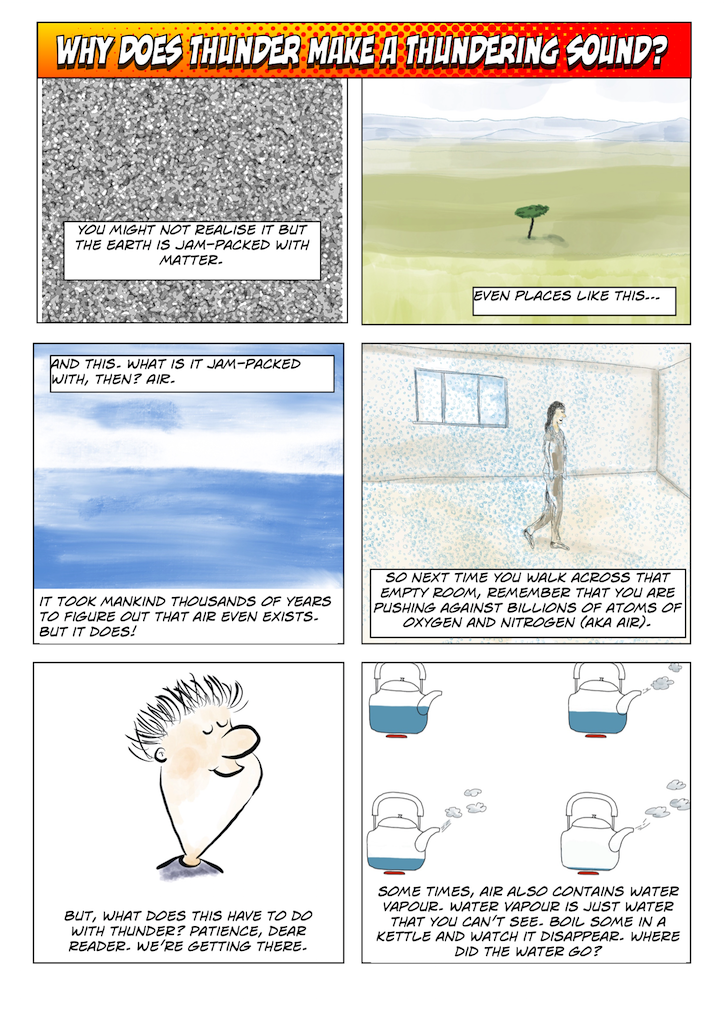 WHY DOES THUNDER MAKE A THUNDERING SOUND?
YOU MIGHT NOT REALISE IT BUT
THE EARTH IS JAM-PACKED WITH
MATTER.
EVEN PLACES LIKE THIS...
AND THIS. WHAT IS IT JAM-PACKED
WITH, THEN? AIR.
IT TOOK MANKIND THOUSANDS OF YEARS
TO FIGURE OUT THAT AIR EVEN EXISTS.
BUT IT DOES!
SO NEXT TIME YOU WALK ACROSS THAT
EMPTY ROOM, REMEMBER THAT YOU ARE
PUSHING AGAINST BILLIONS OF ATOMS OF
OXYGEN AND NITROGEN (AKA AIR).
BUT, WHAT DOES THIS HAVE TO DO
WITH THUNDER? PATIENCE, DEAR
READER. WE'RE GETTING THERE.
SOME TIMES, AIR ALSO CONTAINS WATER
VAPOUR. WATER VAPOUR IS JUST WATER
THAT YOU CAN'T SEE. BOIL SOME IN A
KETTLE AND WATCH IT DISAPPEAR. WHERE
DID THE WATER GO?